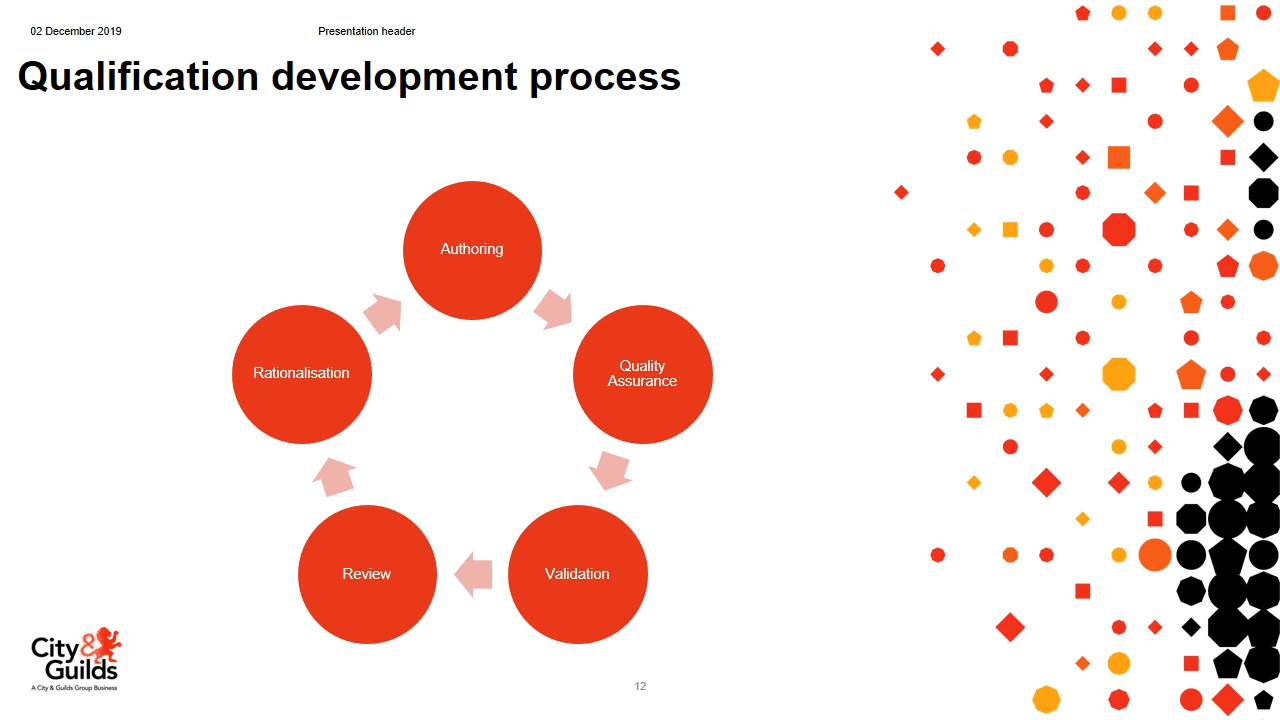 02 December 2019
Presentation header
Qualification development process
Authoring
Quality
Assurance
Rationalisation
Review
Validation
City &
Guilds
A City & Guilds Group Business
12